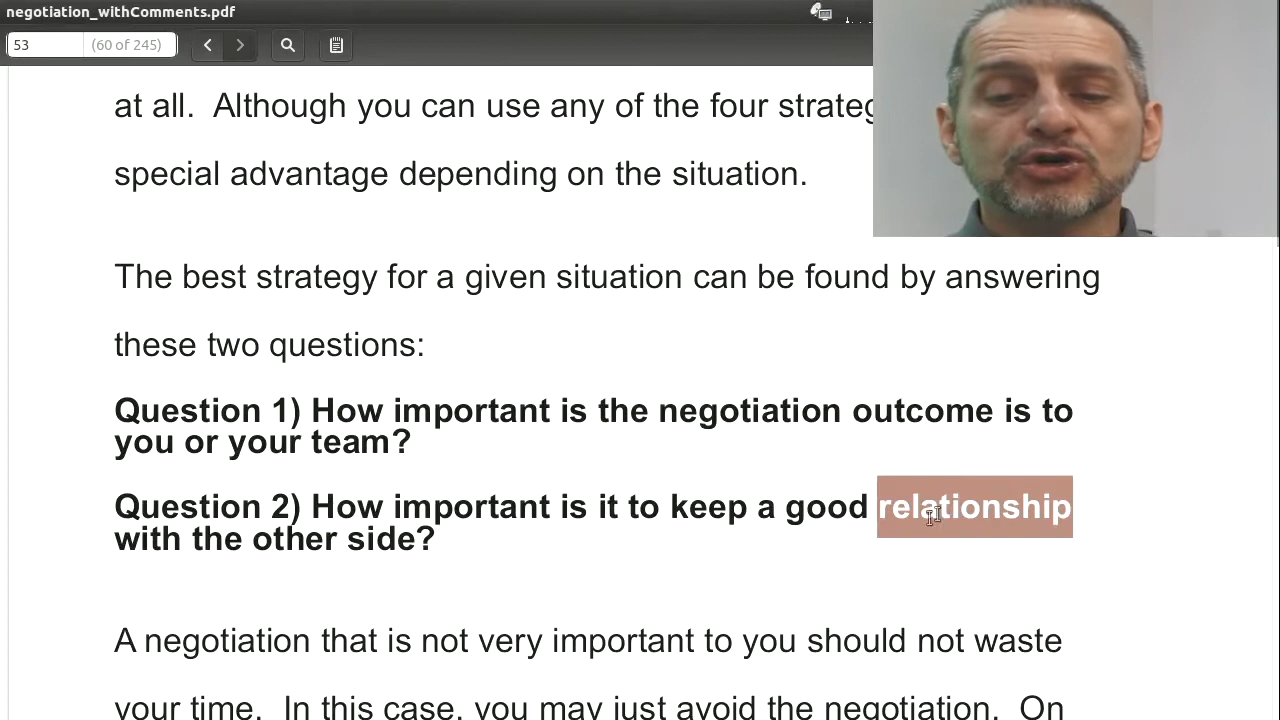 negotiation_withComments.pdf
53 (60 of 245)
at all.  Although you can use any of the four
special advantage depending on the situation.
The best strategy for a given situation can be found by answering
these two questions:
Question 1) How important is the negotiation outcome is to
you or your team?
Question 2) How important is it to keep a good relationship
with the other side?
A negotiation that is not very important to you should not waste
your time.  In this case, you may just avoid the negotiation.  On